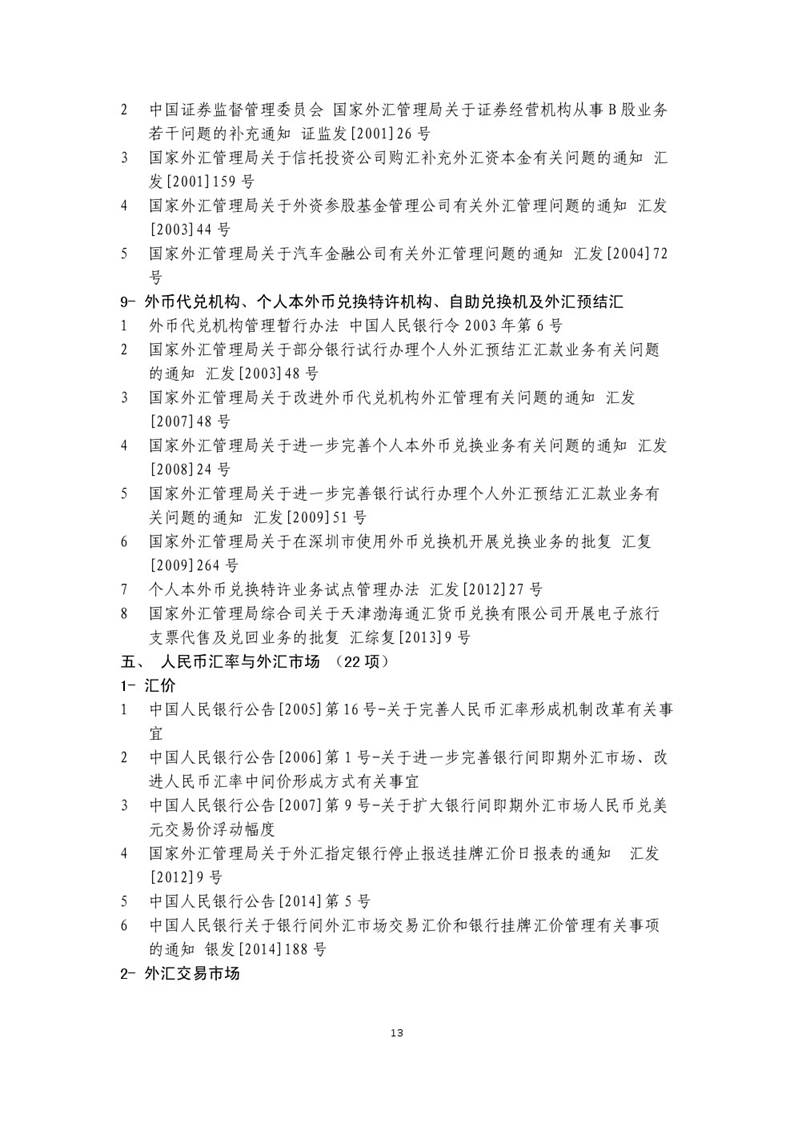 2 中国证券监督管理委员会 国家外汇管理局关于证券经营机构从事 B 股业务
若干问题的补充通知 证监发[2001]26 号
3 国家外汇管理局关于信托投资公司购汇补充外汇资本金有关问题的通知 汇
发[2001]159 号
4 国家外汇管理局关于外资参股基金管理公司有关外汇管理问题的通知 汇发
[2003]44 号
5 国家外汇管理局关于汽车金融公司有关外汇管理问题的通知 汇发[2004]72
号
9- 外币代兑机构、个人本外币兑换特许机构、自助兑换机及外汇预结汇
1 外币代兑机构管理暂行办法 中国人民银行令 2003 年第 6 号
2 国家外汇管理局关于部分银行试行办理个人外汇预结汇汇款业务有关问题
的通知 汇发[2003]48 号
3 国家外汇管理局关于改进外币代兑机构外汇管理有关问题的通知 汇发
[2007]48 号
4 国家外汇管理局关于进一步完善个人本外币兑换业务有关问题的通知 汇发
[2008]24 号
5 国家外汇管理局关于进一步完善银行试行办理个人外汇预结汇汇款业务有
关问题的通知 汇发[2009]51 号
6 国家外汇管理局关于在深圳市使用外币兑换机开展兑换业务的批复 汇复
[2009]264 号
7 个人本外币兑换特许业务试点管理办法 汇发[2012]27 号
8 国家外汇管理局综合司关于天津渤海通汇货币兑换有限公司开展电子旅行
支票代售及兑回业务的批复 汇综复[2013]9 号
五、 人民币汇率与外汇市场 （22 项）
1- 汇价
1 中国人民银行公告[2005]第 16 号-关于完善人民币汇率形成机制改革有关事
宜
2 中国人民银行公告[2006]第 1 号-关于进一步完善银行间即期外汇市场、改
进人民币汇率中间价形成方式有关事宜
3 中国人民银行公告[2007]第 9 号-关于扩大银行间即期外汇市场人民币兑美
元交易价浮动幅度
4 国家外汇管理局关于外汇指定银行停止报送挂牌汇价日报表的通知 汇发
[2012]9 号
5 中国人民银行公告[2014]第 5 号
6 中国人民银行关于银行间外汇市场交易汇价和银行挂牌汇价管理有关事项
的通知 银发[2014]188 号
2- 外汇交易市场
13